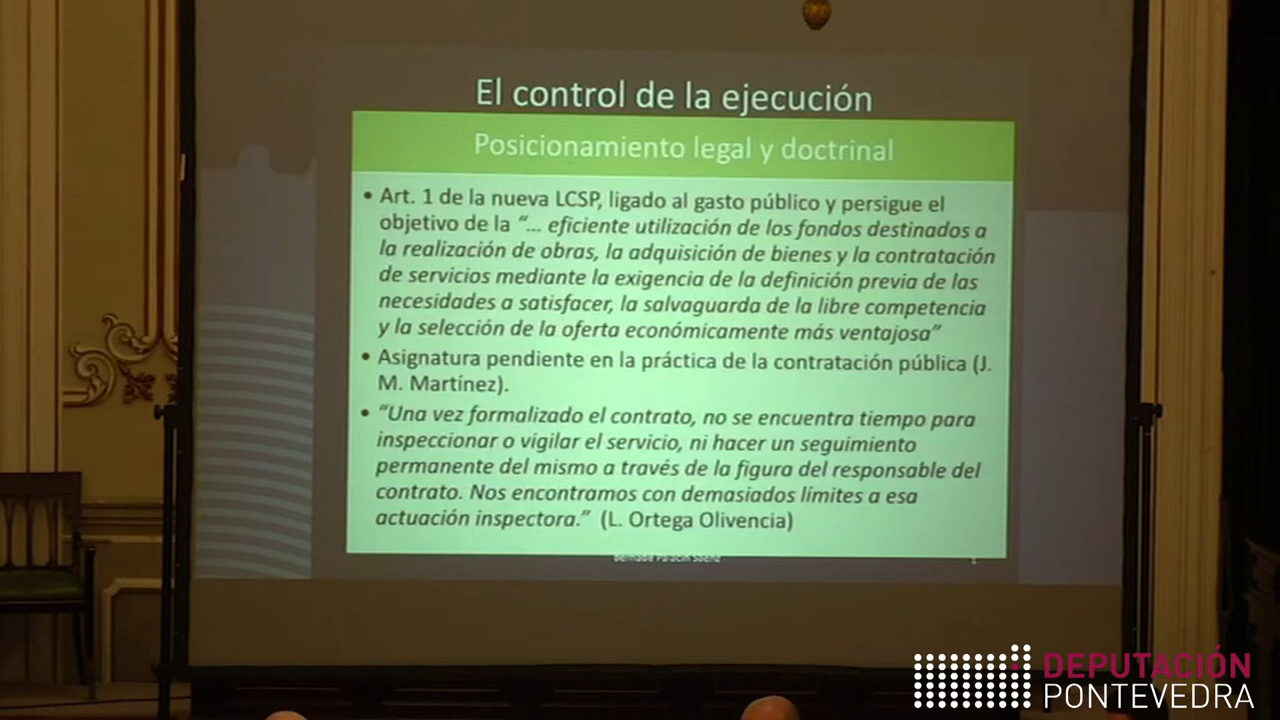 El control de la ejecución
Posicionamiento legal y doctrinal
• Art. 1 de la nueva LCSP, ligado al gasto público y persigue el
objetivo de la "... eficiente utilización de los fondos destinados a
la realización de obras, la adquisición de bienes y la contratación
de servicios mediante la exigencia de la definición previa de las
necesidades a satisfacer, la salvaguarda de la libre competencia
y la selección de la oferta económicamente más ventajosa"
• Asignatura pendiente en la práctica de la contratación pública (J.
M. Martínez).
• "Una vez formalizado el contrato, no se encuentra tiempo para
inspeccionar o vigilar el servicio, ni hacer un seguimiento
permanente del mismo a través de la figura del responsable del
contrato. Nos encontramos con demasiados límites a esa
actuación inspectora." (L. Ortega Olivencia)
DEPUTACIÓN
PONTEVEDRA